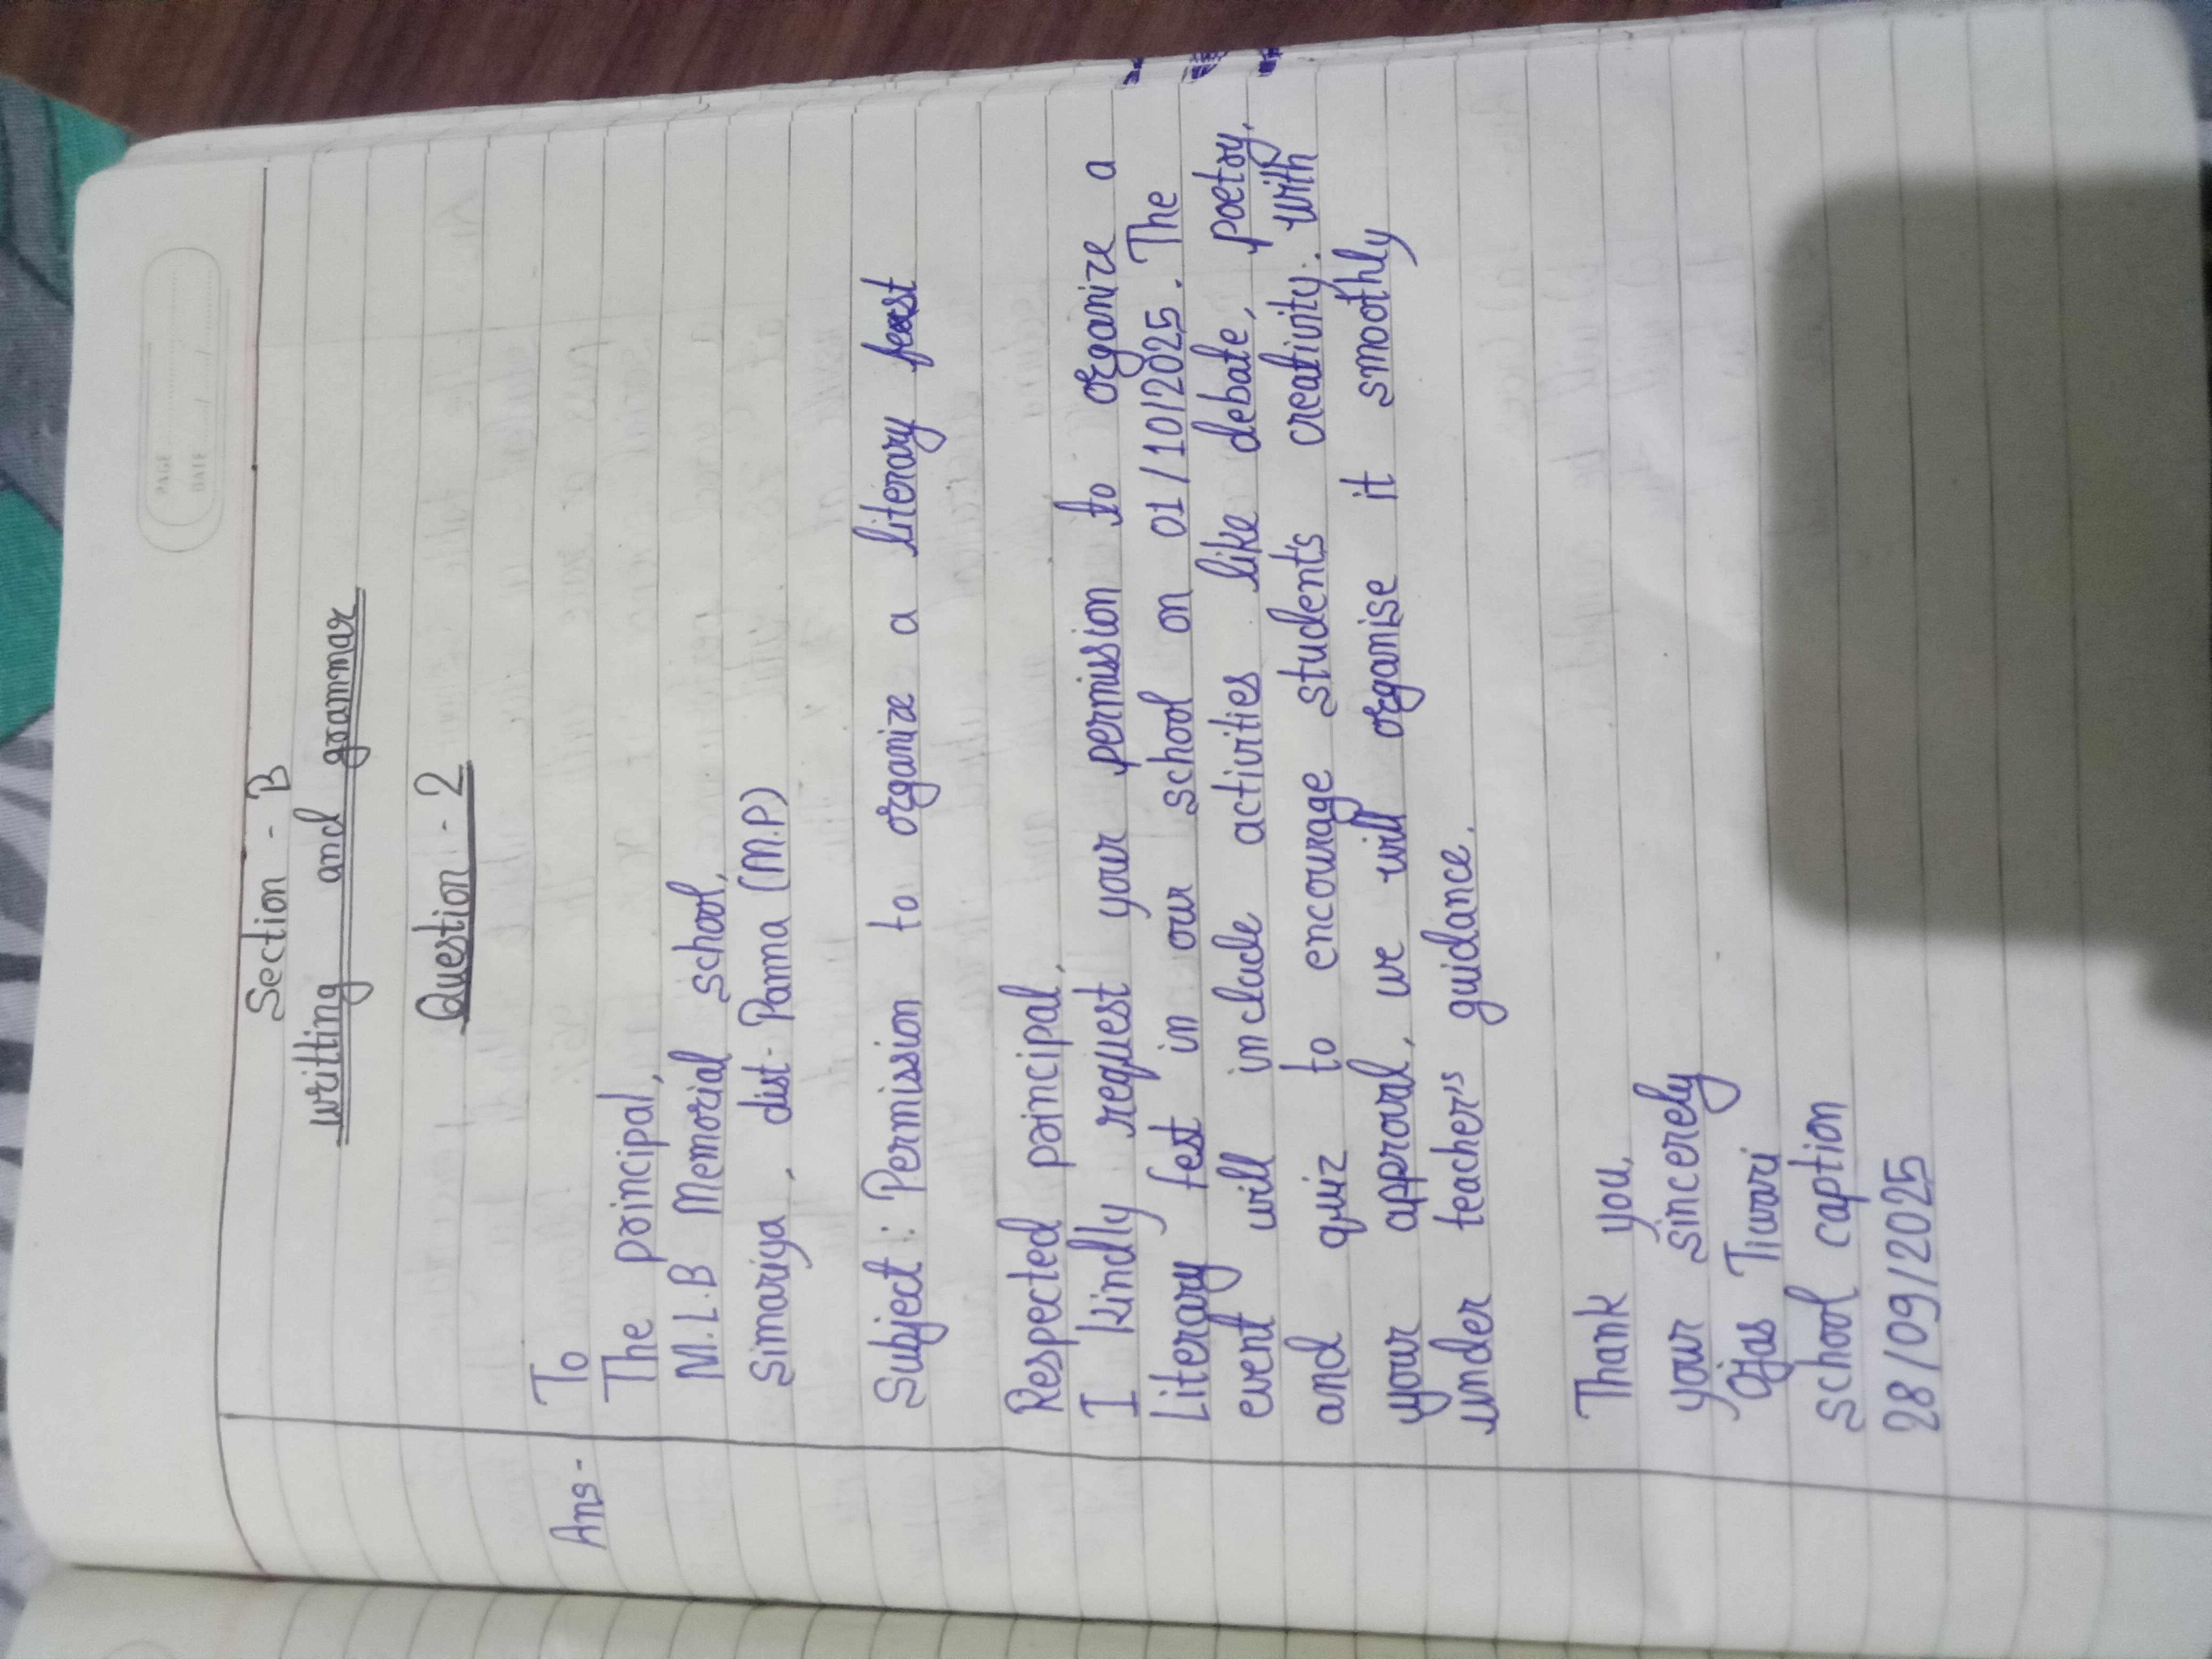 PAGE
DATE
Section - B
writting and grammar
Question - 2
Ans- To
The principal,
M.L.B Memorial school,
Simariya, dist- Panna (M.P)
Subject: Permission to organize a literary fest
Respected principal,
I kindly request your permission to organize a
Literary fest in our school on 01/10/2025. The
event will include activities like debate, poetry,
and quiz to encourage student's creativity. With
your approval, we will organise it smoothly
under teacher's guidance.
Thank you,
your sincerely
Ojas Tiwari
school caption
28/09/2025